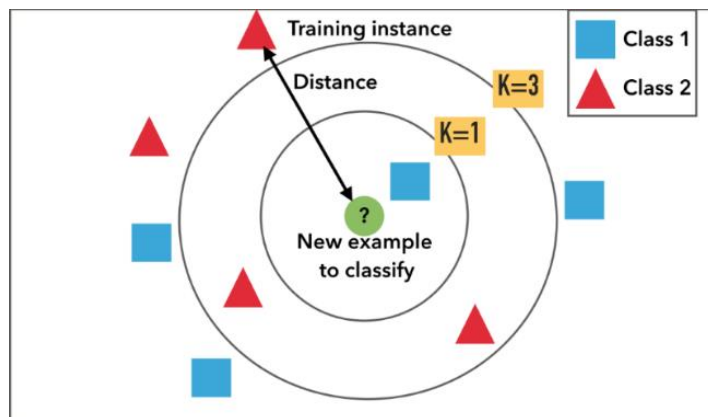 Training instance
Class 1
Distance
K=3
Class 2
K=1
?
New example
to classify